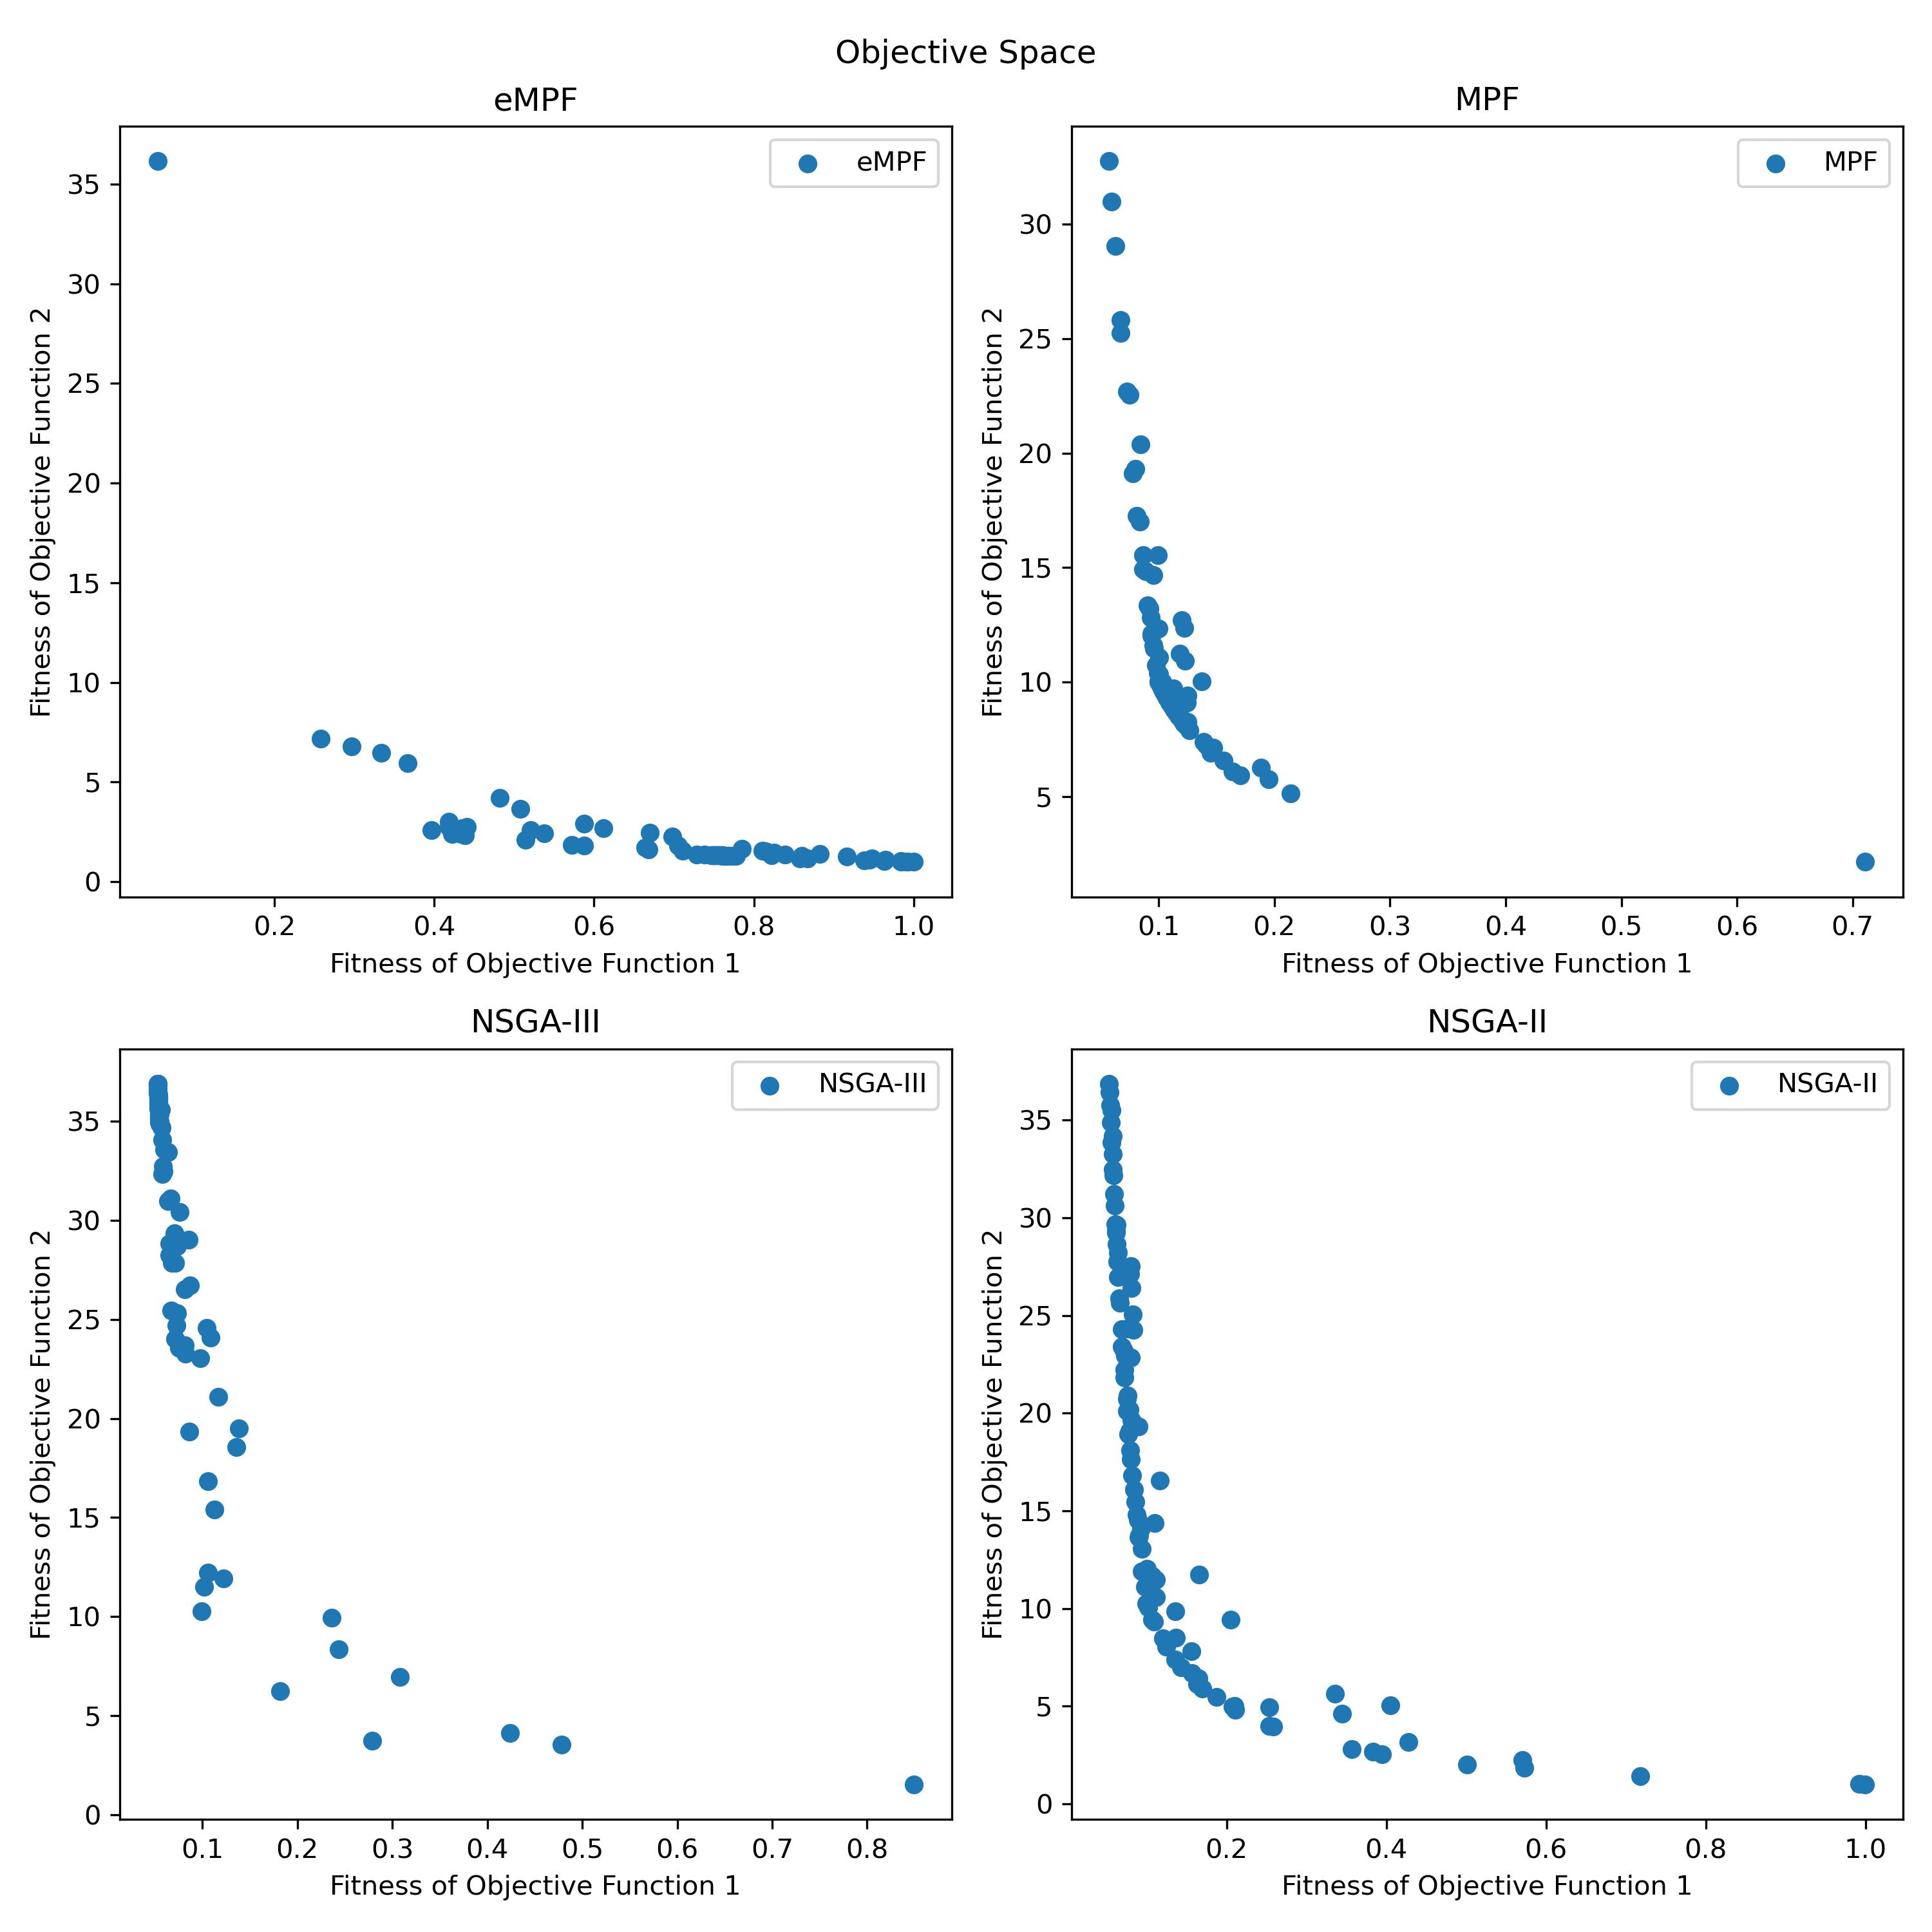 Objective Space
eMPF
eMPF
35
30
25
20
15
10
5
0
Fitness of Objective Function 2
0.2 0.4 0.6 0.8 1.0
Fitness of Objective Function 1
MPF
MPF
30
25
20
15
10
5
Fitness of Objective Function 2
0.1 0.2 0.3 0.4 0.5 0.6 0.7
Fitness of Objective Function 1
NSGA-III
NSGA-III
35
30
25
20
15
10
5
0
Fitness of Objective Function 2
0.1 0.2 0.3 0.4 0.5 0.6 0.7 0.8
Fitness of Objective Function 1
NSGA-II
NSGA-II
35
30
25
20
15
10
5
0
Fitness of Objective Function 2
0.2 0.4 0.6 0.8 1.0
Fitness of Objective Function 1